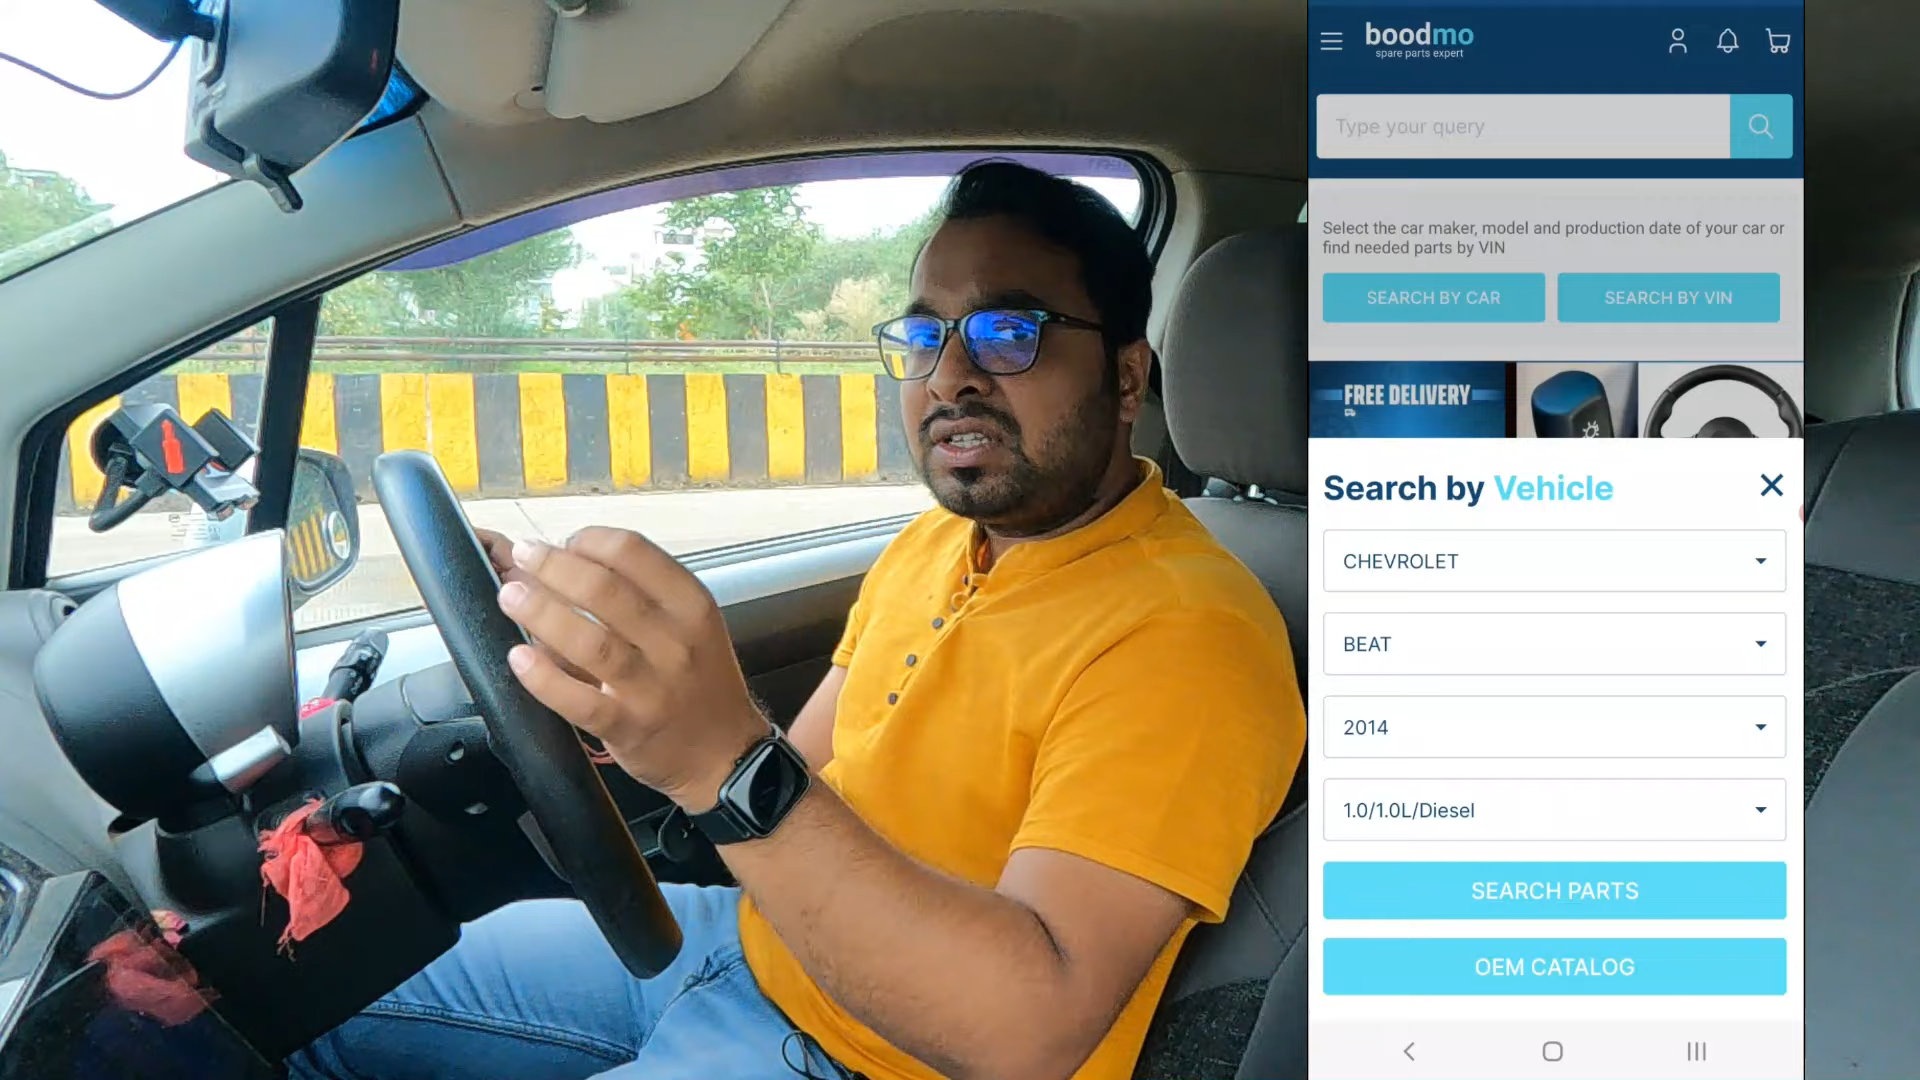 boodmo
spare parts expert
Type your query
Select the car maker, model and production date of your car or
find needed parts by VIN
SEARCH BY CAR
SEARCH BY VIN
FREE DELIVERY
Search by Vehicle
CHEVROLET
BEAT
2014
1.0/1.0L/Diesel
SEARCH PARTS
OEM CATALOG